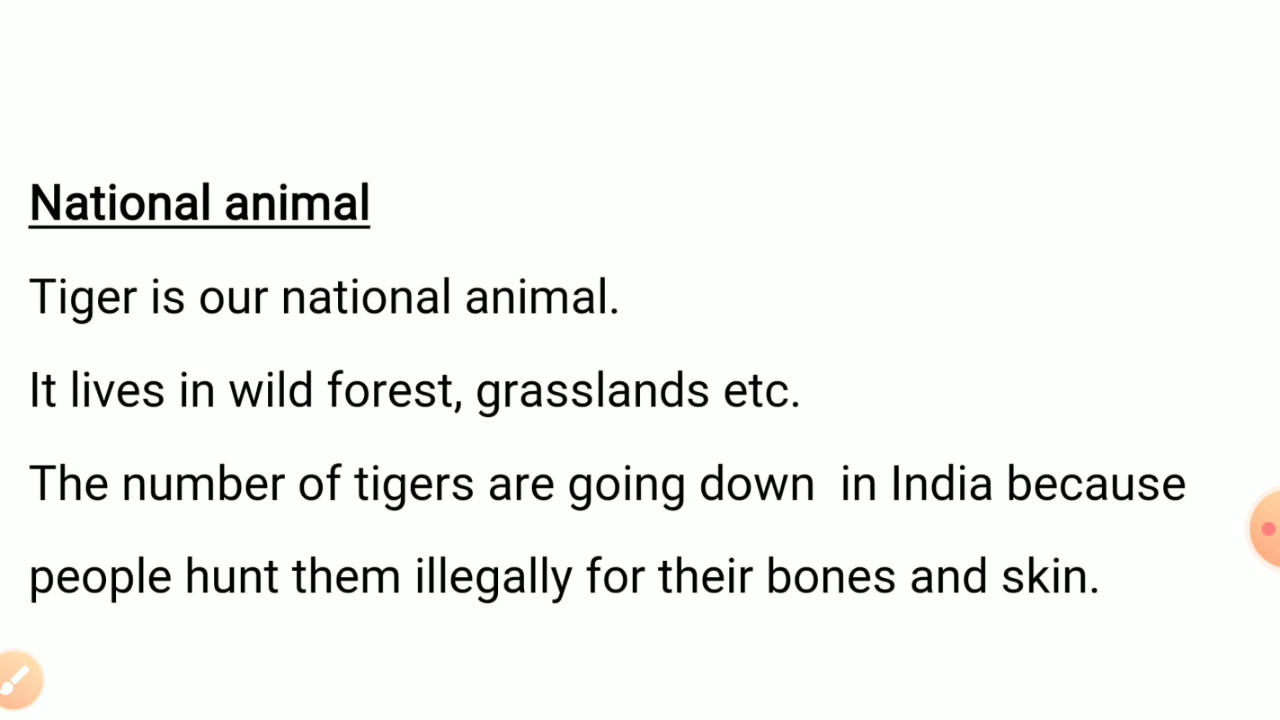 National animal
Tiger is our national animal.
It lives in wild forest, grasslands etc.
The number of tigers are going down  in India because
people hunt them illegally for their bones and skin.